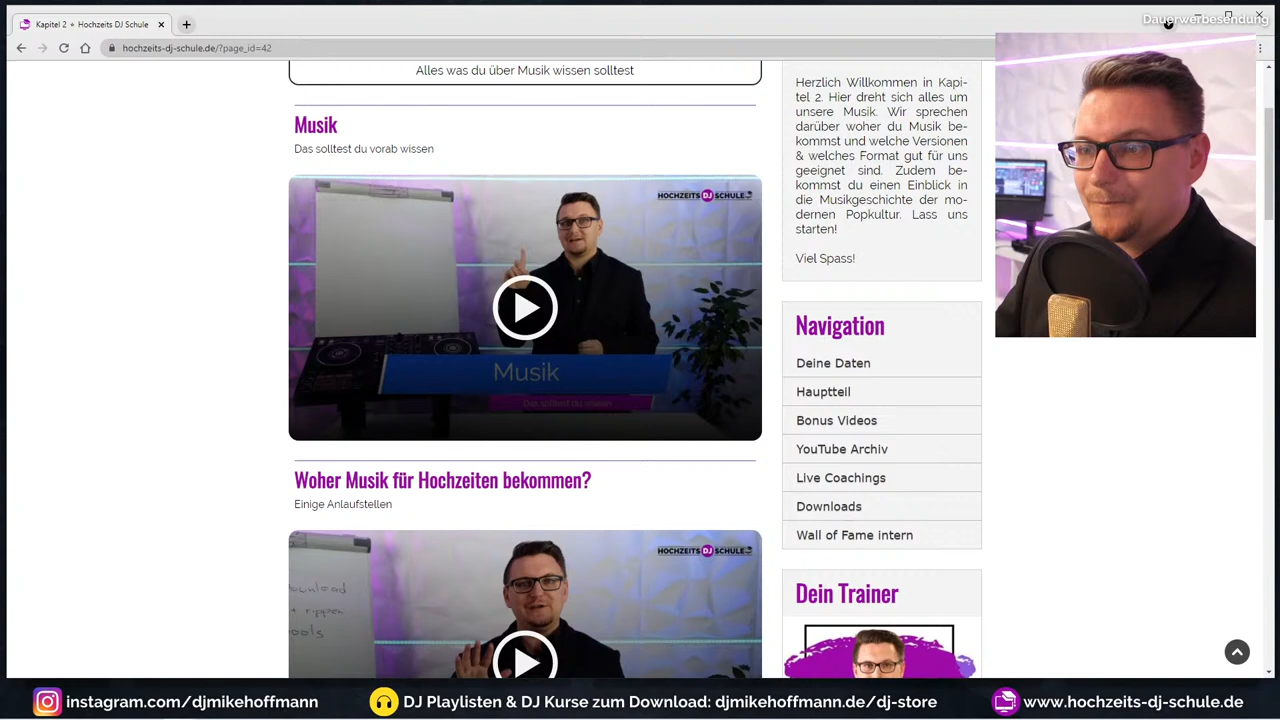 Kapitel 2 ⭐ Hochzeits DJ Schule
Dauerwerbesendung
hochzeits-dj-schule.de/?page_id=42
Alles was du über Musik wissen solltest
Musik
Das solltest du vorab wissen
HOCHZEITS DJ SCHULE
Musik
Das solltest du wissen
Woher Musik für Hochzeiten bekommen?
Einige Anlaufstellen
HOCHZEITS DJ SCHULE
Herzlich Willkommen in Kapi-
tel 2. Hier dreht sich alles um
unsere Musik. Wir sprechen
darüber woher du Musik be-
kommst und welche Versionen
& welches Format gut für uns
geeignet sind. Zudem be-
kommst du einen Einblick in
die Musikgeschichte der mo-
dernen Popkultur. Lass uns
starten!
Viel Spass!
Navigation
Deine Daten
Hauptteil
Bonus Videos
YouTube Archiv
Live Coachings
Downloads
Wall of Fame intern
Dein Trainer
instagram.com/djmikehoffmann
DJ Playlisten & DJ Kurse zum Download: djmikehoffmann.de/dj-store
www.hochzeits-dj-schule.de